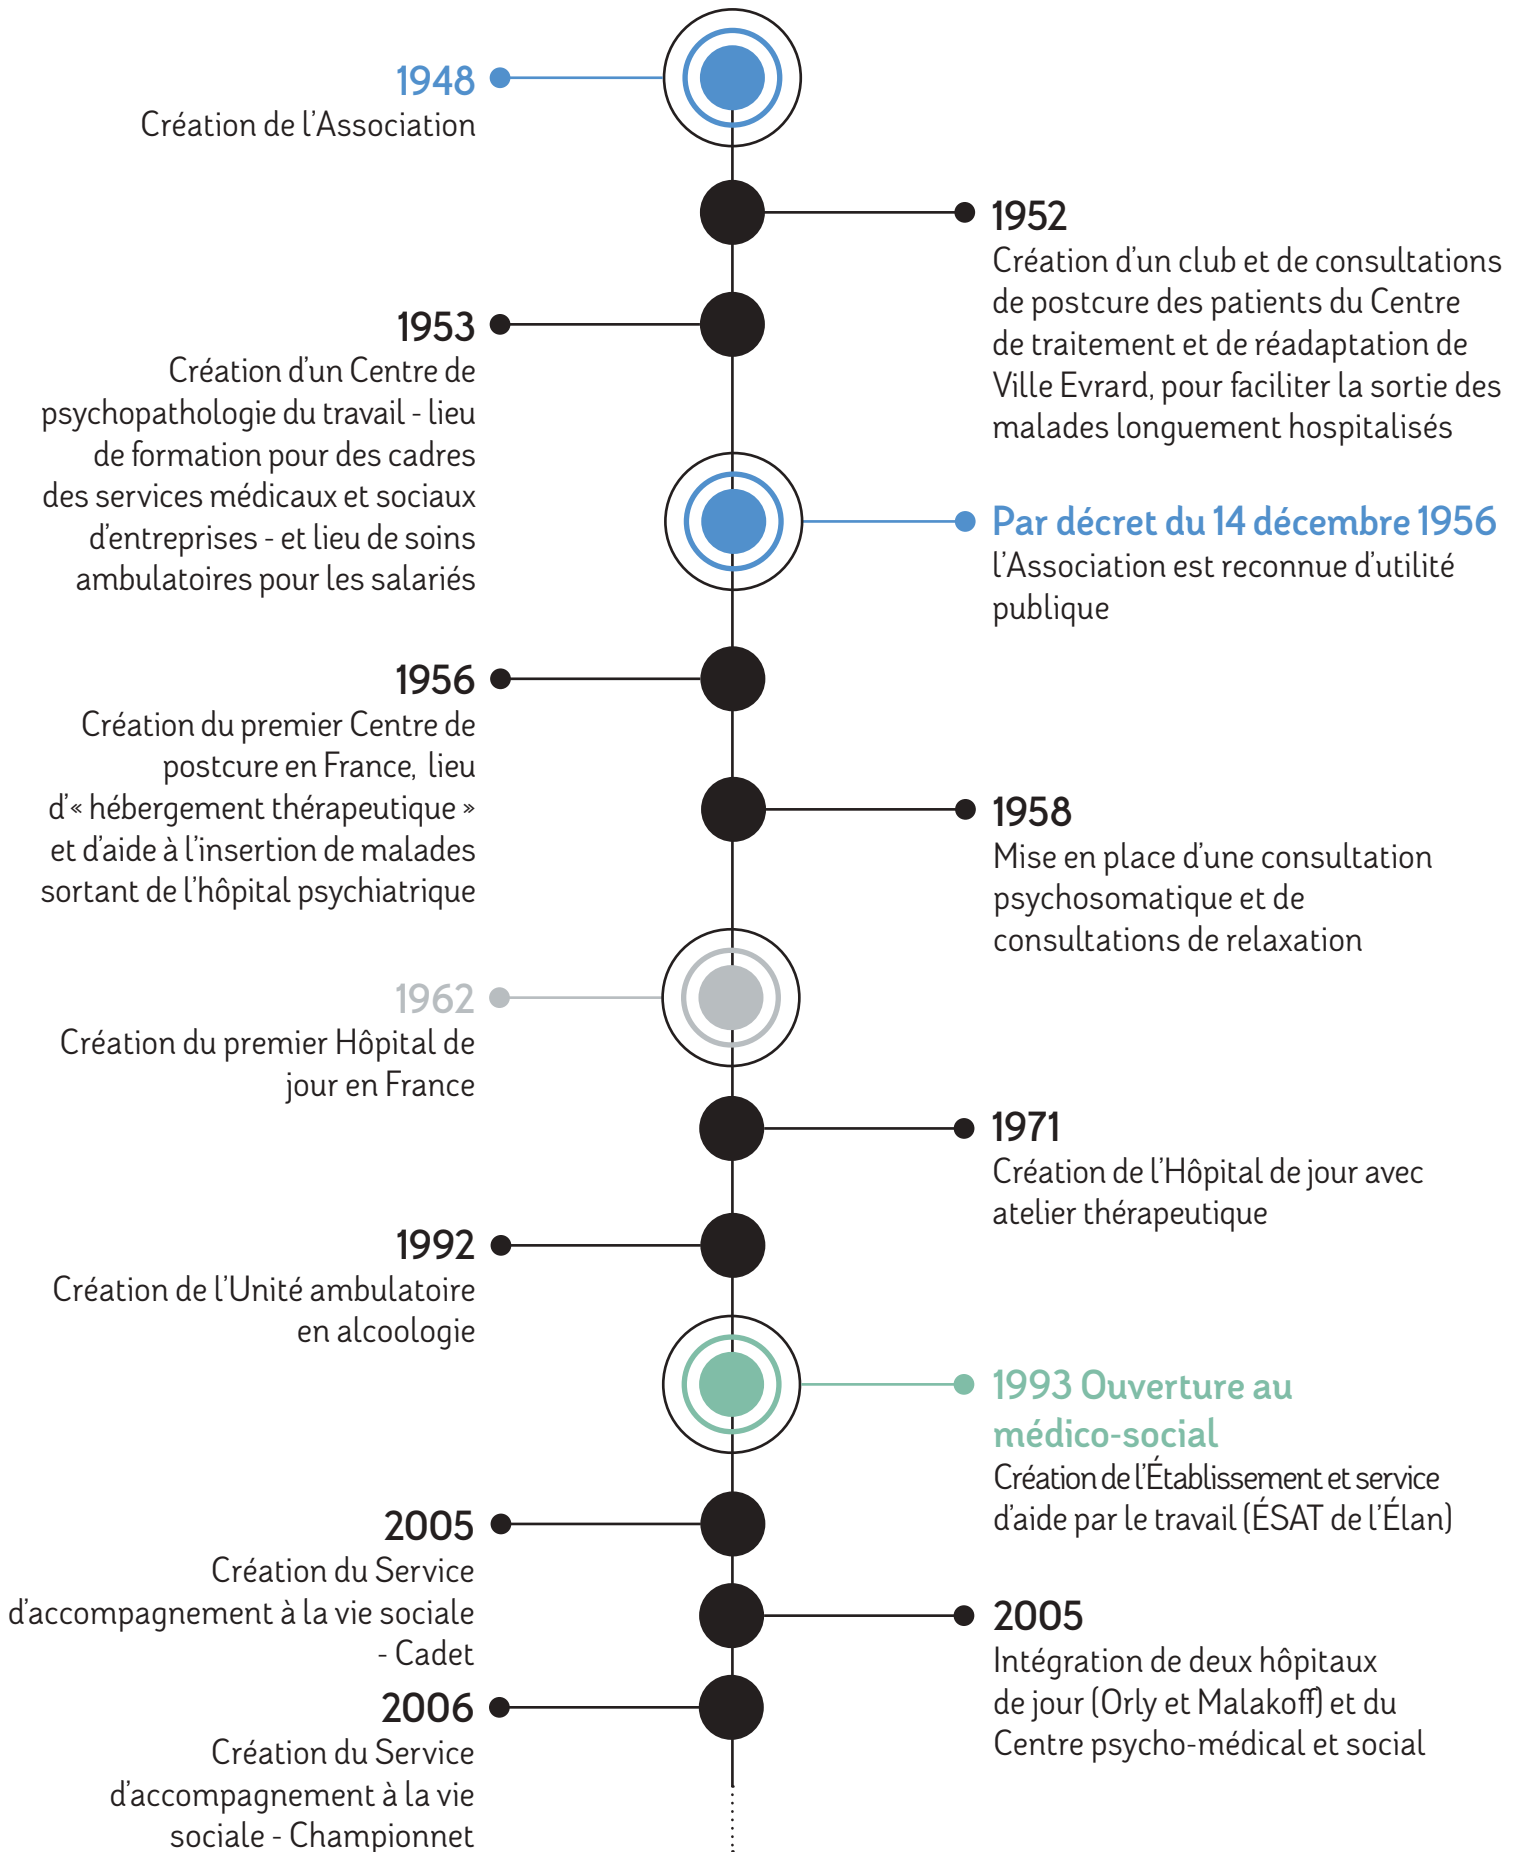 1948
Création de l’Association
1952
Création d’un club et de consultations
de postcure des patients du Centre
de traitement et de réadaptation de
Ville Evrard, pour faciliter la sortie des
malades longuement hospitalisés
1953
Création d’un Centre de
psychopathologie du travail - lieu
de formation pour des cadres
des services médicaux et sociaux
d’entreprises - et lieu de soins
ambulatoires pour les salariés
Par décret du 14 décembre 1956
l’Association est reconnue d’utilité
publique
1956
Création du premier Centre de
postcure en France, lieu
d’« hébergement thérapeutique »
et d’aide à l’insertion de malades
sortant de l’hôpital psychiatrique
1958
Mise en place d’une consultation
psychosomatique et de
consultations de relaxation
1962
Création du premier Hôpital de
jour en France
1971
Création de l’Hôpital de jour avec
atelier thérapeutique
1992
Création de l’Unité ambulatoire
en alcoologie
1993 Ouverture au
médico-social
Création de l’Établissement et service
d’aide par le travail (ÉSAT de l’Élan)
2005
Création du Service
d’accompagnement à la vie sociale
- Cadet
2005
Intégration de deux hôpitaux
de jour (Orly et Malakoff) et du
Centre psycho-médical et social
2006
Création du Service
d’accompagnement à la vie
sociale - Championnet